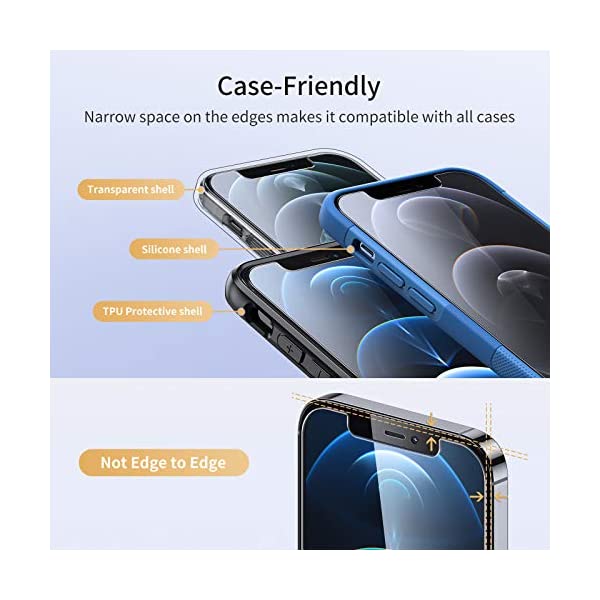 Case-Friendly
Narrow space on the edges makes it compatible with all cases
Transparent shell
Silicone shell
TPU Protective shell
Not Edge to Edge